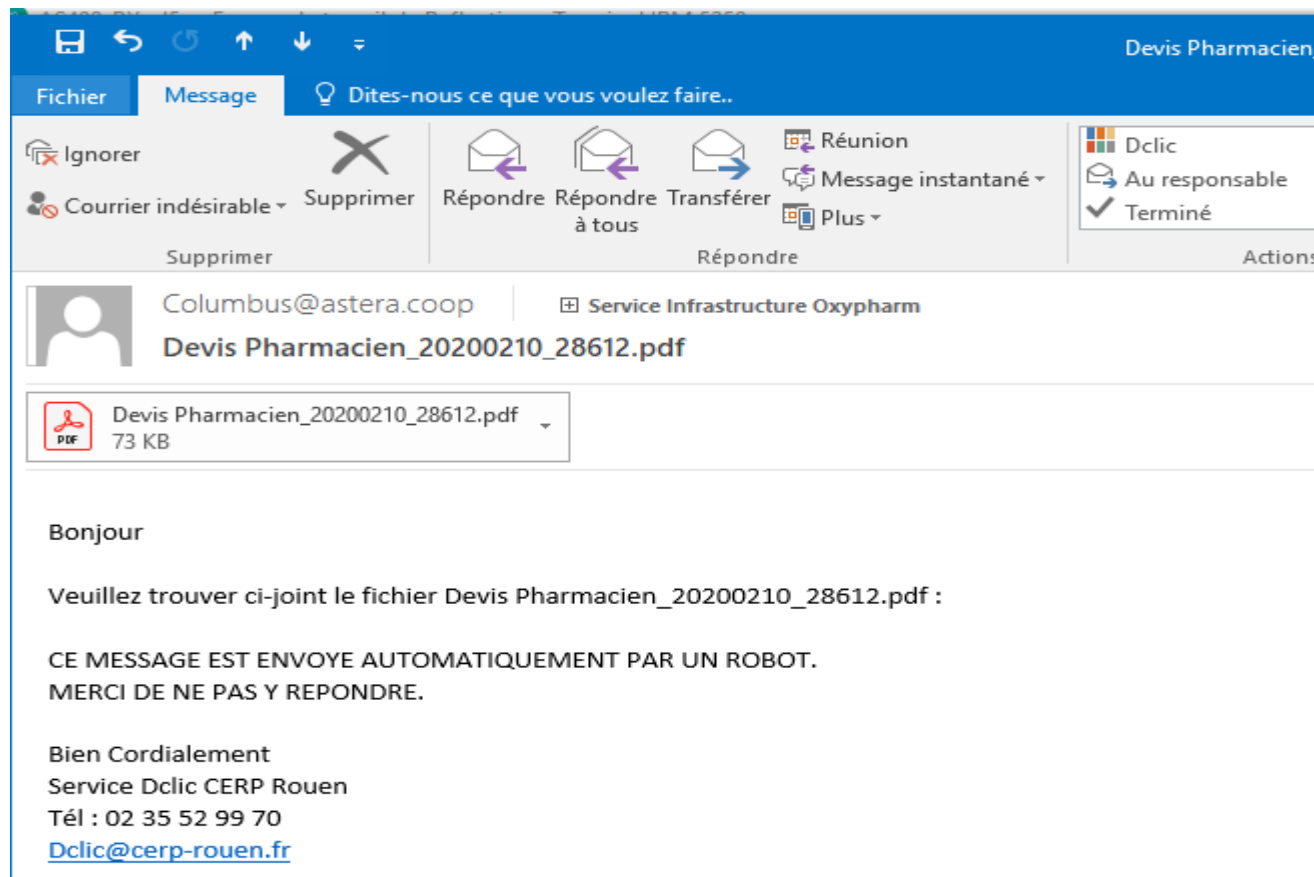 Devis Pharmacien_
Fichier
Message
Dites-nous ce que vous voulez faire..
Ignorer
Courrier indésirable
Supprimer
Répondre
Répondre à tous
Transférer
Réunion
Message instantané
Plus
Dclic
Au responsable
Terminé
Supprimer
Répondre
Actions
Columbus@astera.coop
Service Infrastructure Oxypharm
Devis Pharmacien_20200210_28612.pdf
Devis Pharmacien_20200210_28612.pdf
PDF
73 KB
Bonjour
Veuillez trouver ci-joint le fichier Devis Pharmacien_20200210_28612.pdf :
CE MESSAGE EST ENVOYE AUTOMATIQUEMENT PAR UN ROBOT.
MERCI DE NE PAS Y REPONDRE.
Bien Cordialement
Service Dclic CERP Rouen
Tél : 02 35 52 99 70
Dclic@cerp-rouen.fr